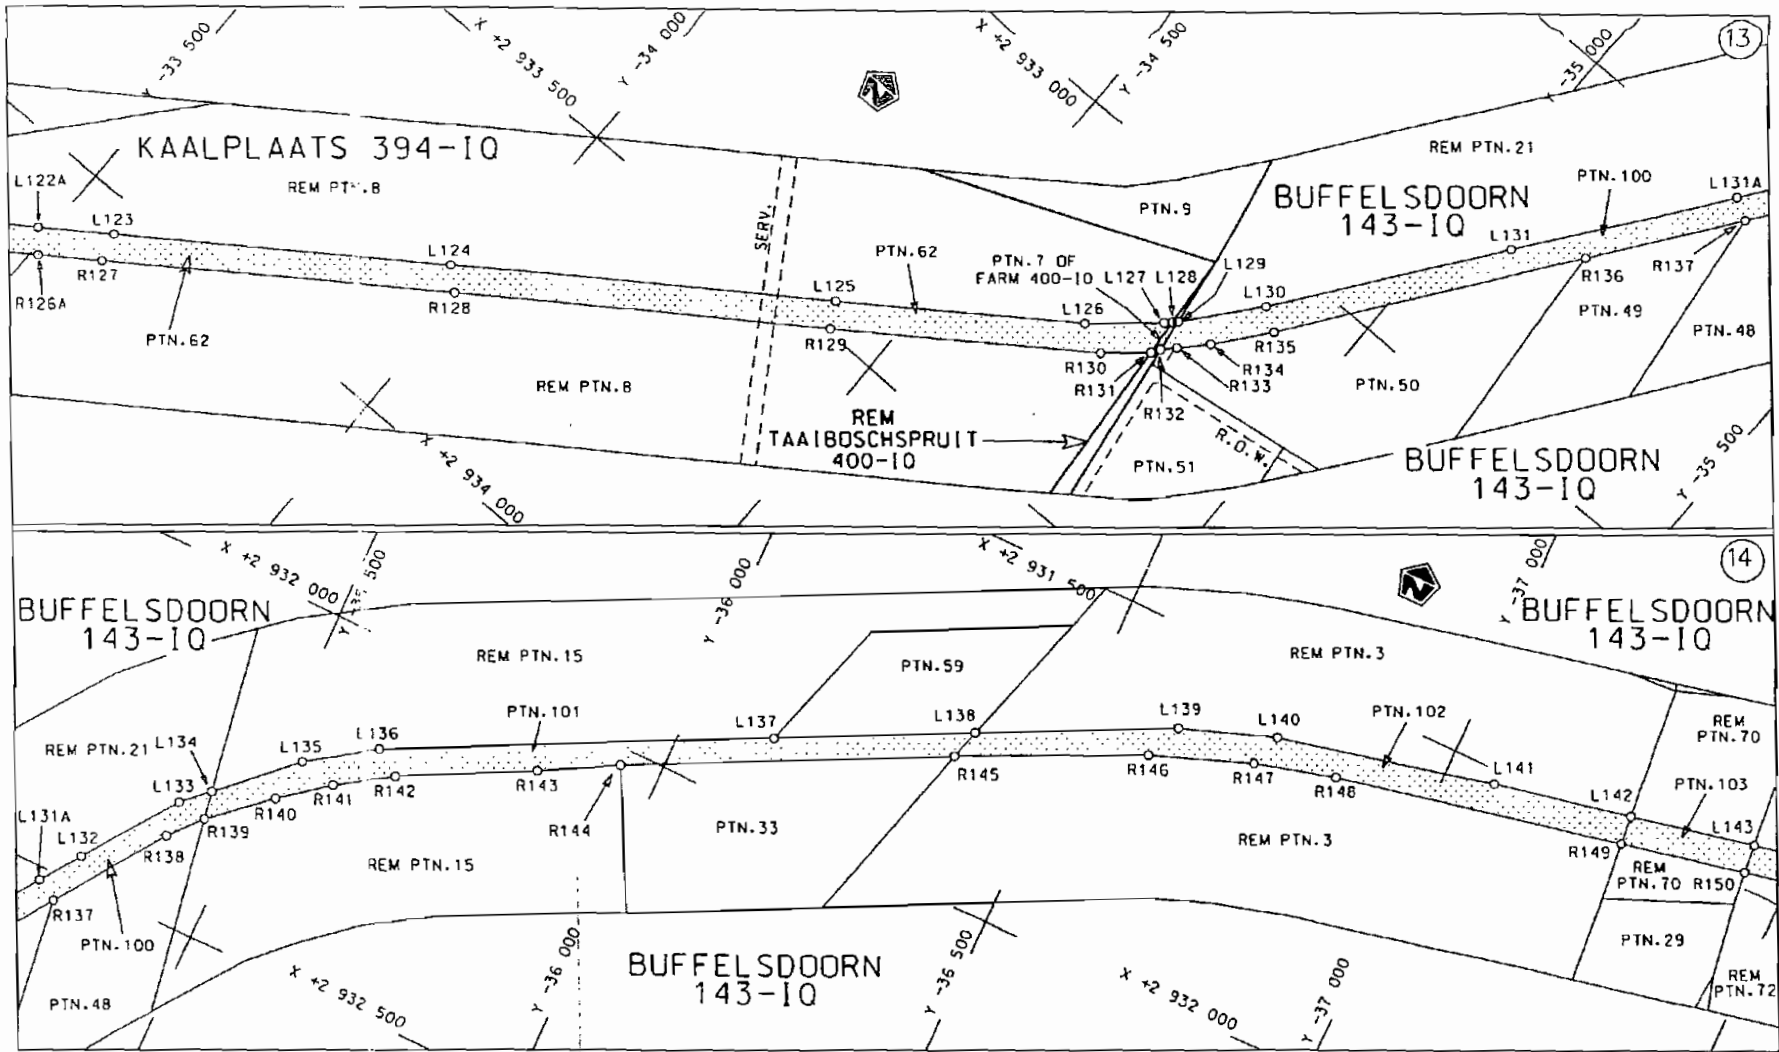 Y -33 500
X +2 933 500
Y -34 000
X +2 933 000
Y -34 500
Y -35 000
13
KAALPLAATS 394-IQ
REM PTN.8
L122A
L123
L124
R126A
R127
R128
PTN.62
REM PTN.8
SERV.
L125
PTN.62
R129
PTN.9
PTN.7 OF
FARM 400-IQ
L126
L127
L128
L129
L130
R130
R131
R132
R133
R134
R135
BUFFELSDOORN
143-IQ
REM PTN.21
PTN.100
L131
L131A
R136
R137
PTN.49
PTN.48
PTN.50
REM
TAAIBOSCHSPRUIT
400-IQ
PTN.51
R.O.W.
BUFFELSDOORN
143-IQ
X +2 934 000
Y -35 500
X +2 932 000
Y -36 000
X +2 931 500
Y -37 000
14
BUFFELSDOORN
143-IQ
BUFFELSDOORN
143-IQ
REM PTN.15
PTN.59
REM PTN.3
REM PTN.21
L134
L135
L136
PTN.101
L137
L138
L139
L140
PTN.102
REM
PTN.70
L133
L131A
L132
R141
R142
R143
R140
R139
R138
R137
R144
R145
R146
R147
R148
L141
L142
PTN.103
L143
PTN.33
REM PTN.15
REM PTN.3
R149
REM
PTN.70
R150
PTN.100
PTN.48
PTN.29
REM
PTN.72
BUFFELSDOORN
143-IQ
X +2 932 500
Y -36 000
Y -36 500
X +2 932 000
Y -37 000